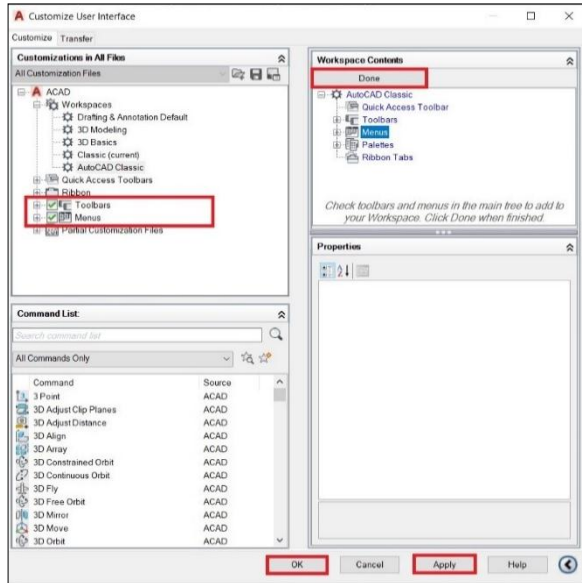 Customize User Interface
Customize Transfer
Customizations in All Files
All Customization Files
ACAD
Workspaces
Drafting & Annotation Default
3D Modeling
3D Basics
Classic (current)
AutoCAD Classic
Quick Access Toolbars
Ribbon
Toolbars
Menus
Partial Customization Files
Command List:
Search command list
All Commands Only
Command Source
3 Point ACAD
3D Adjust Clip Planes ACAD
3D Adjust Distance ACAD
3D Align ACAD
3D Array ACAD
3D Constrained Orbit ACAD
3D Continuous Orbit ACAD
3D Fly ACAD
3D Free Orbit ACAD
3D Mirror ACAD
3D Move ACAD
3D Orbit ACAD
Workspace Contents
Done
AutoCAD Classic
Quick Access Toolbar
Toolbars
Menus
Palettes
Ribbon Tabs
Check toolbars and menus in the main tree to add to
your Workspace. Click Done when finished.
Properties
OK Cancel Apply Help